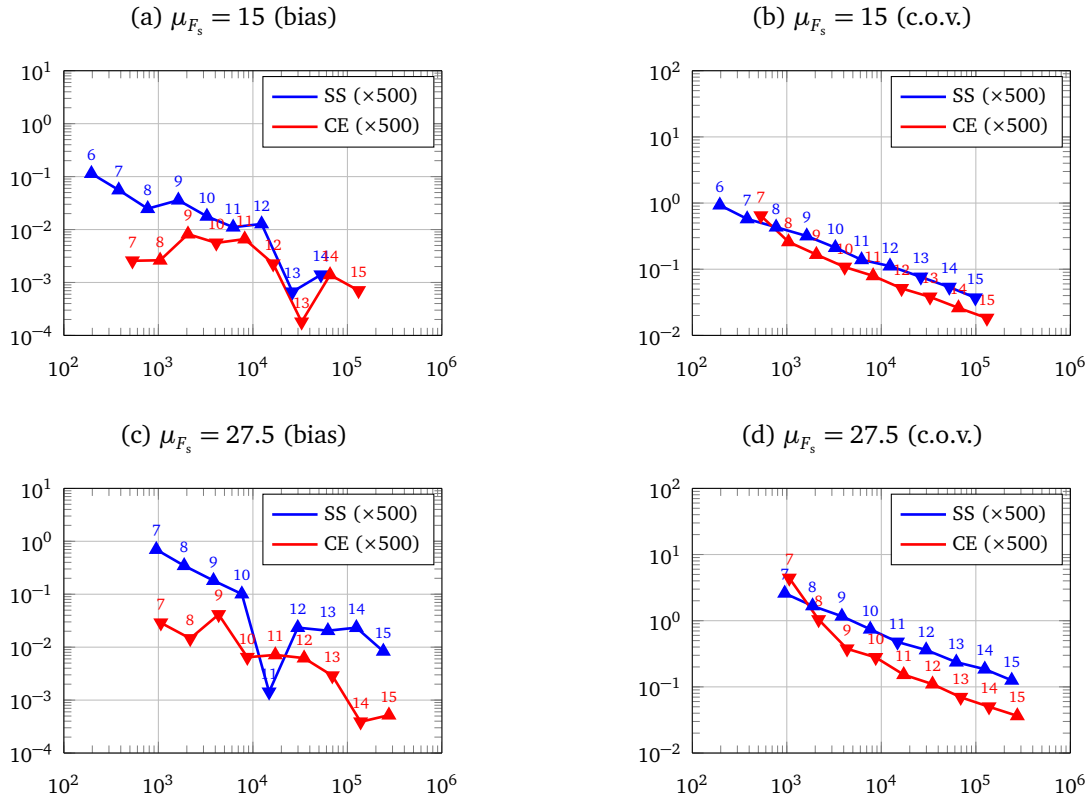 (a) μ_{F_s} = 15 (bias)
10^1
10^0
10^{−1}
10^{−2}
10^{−3}
10^{−4}
SS (×500)
CE (×500)
6 7 8 9 10 11 12 13 14
7 8 9 10 11 12 13 14 15
10^2 10^3 10^4 10^5 10^6
(b) μ_{F_s} = 15 (c.o.v.)
10^2
10^1
10^0
10^{−1}
10^{−2}
SS (×500)
CE (×500)
6 7 8 9 10 11 12 13 14 15
7 8 9 10 11 12 13 14 15
10^2 10^3 10^4 10^5 10^6
(c) μ_{F_s} = 27.5 (bias)
10^1
10^0
10^{−1}
10^{−2}
10^{−3}
10^{−4}
SS (×500)
CE (×500)
7 8 9 10 11 12 13 14 15
7 8 9 10 11 12 13 14 15
10^2 10^3 10^4 10^5 10^6
(d) μ_{F_s} = 27.5 (c.o.v.)
10^2
10^1
10^0
10^{−1}
10^{−2}
SS (×500)
CE (×500)
7 8 9 10 11 12 13 14 15
7 8 9 10 11 12 13 14 15
10^2 10^3 10^4 10^5 10^6